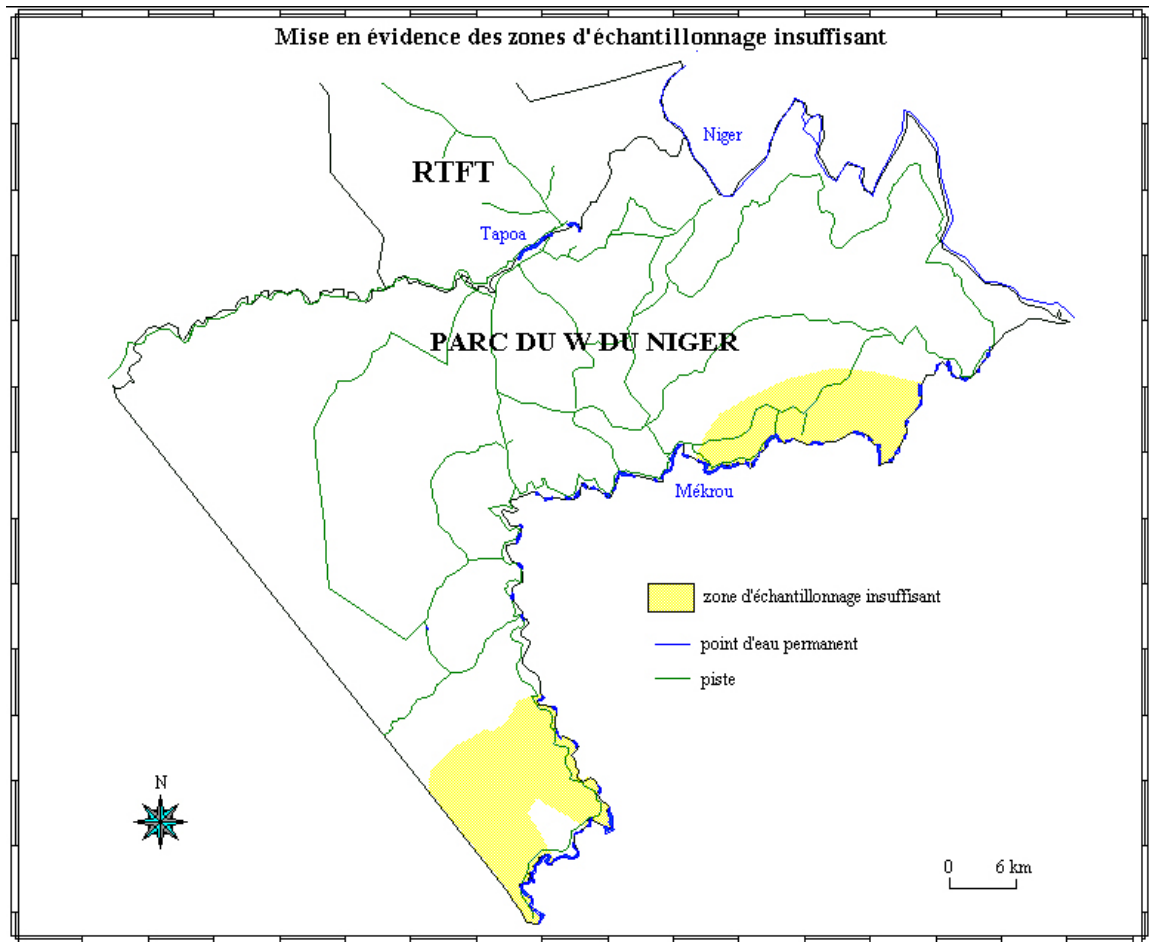 Mise en évidence des zones d'échantillonnage insuffisant
Niger
RTFT
Tapoa
PARC DU W DU NIGER
Mékrou
zone d'échantillonnage insuffisant
point d'eau permanent
piste
N
0 6 km